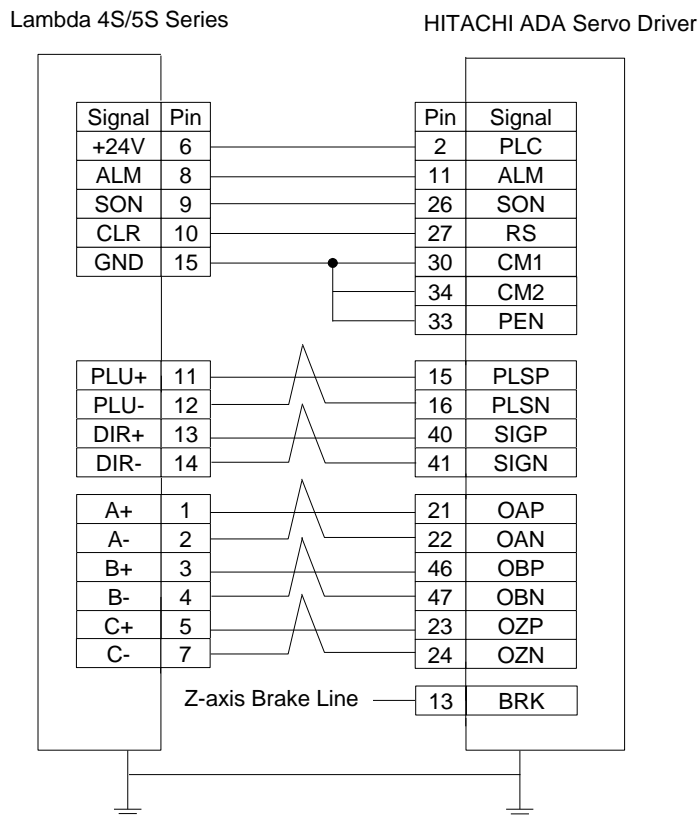 Lambda 4S/5S Series HITACHI ADA Servo Driver
Signal Pin Pin Signal
+24V 6 2 PLC
ALM 8 11 ALM
SON 9 26 SON
CLR 10 27 RS
GND 15 30 CM1
34 CM2
33 PEN
PLU+ 11 15 PLSP
PLU- 12 16 PLSN
DIR+ 13 40 SIGP
DIR- 14 41 SIGN
A+ 1 21 OAP
A- 2 22 OAN
B+ 3 46 OBP
B- 4 47 OBN
C+ 5 23 OZP
C- 7 24 OZN
Z-axis Brake Line 13 BRK